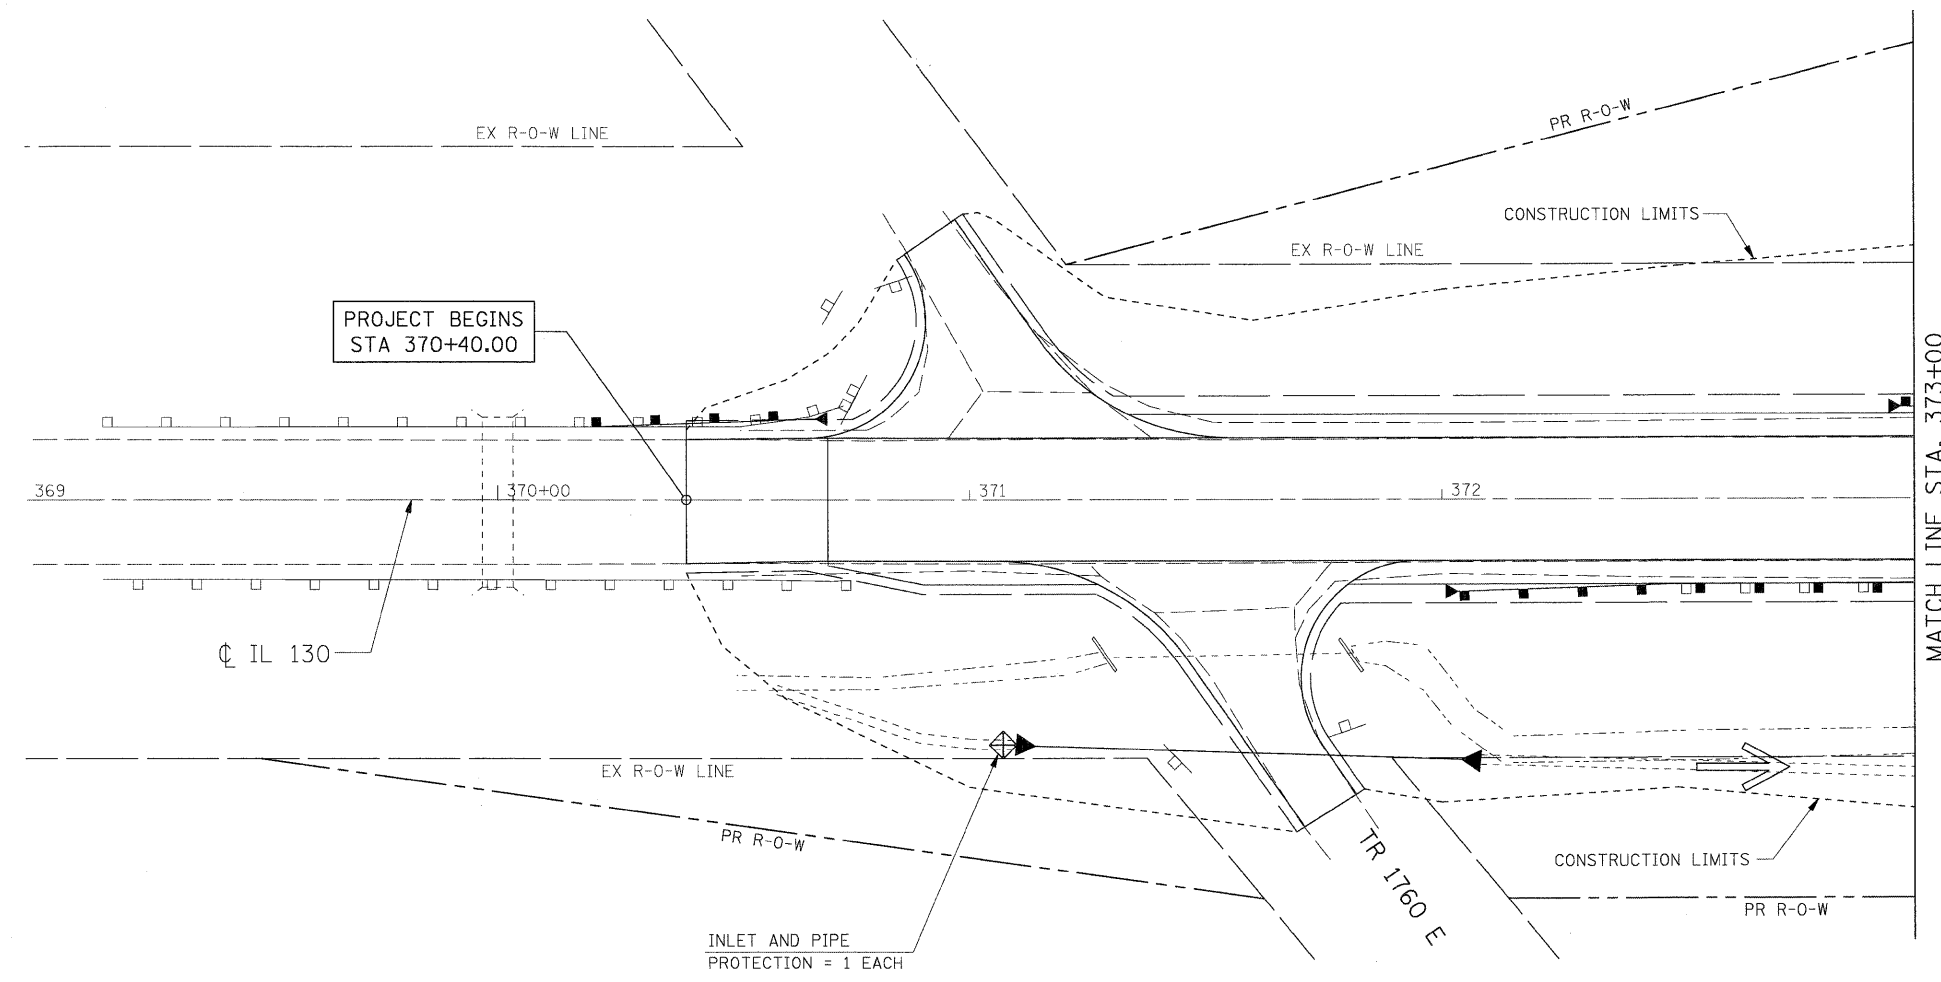 EX R-O-W LINE
PR R-O-W
CONSTRUCTION LIMITS
EX R-O-W LINE
PROJECT BEGINS
STA 370+40.00
MATCH LINE STA. 373+00
369
370+00
371
372
℄ IL 130
EX R-O-W LINE
PR R-O-W
TR 1760 E
CONSTRUCTION LIMITS
PR R-O-W
INLET AND PIPE
PROTECTION = 1 EACH